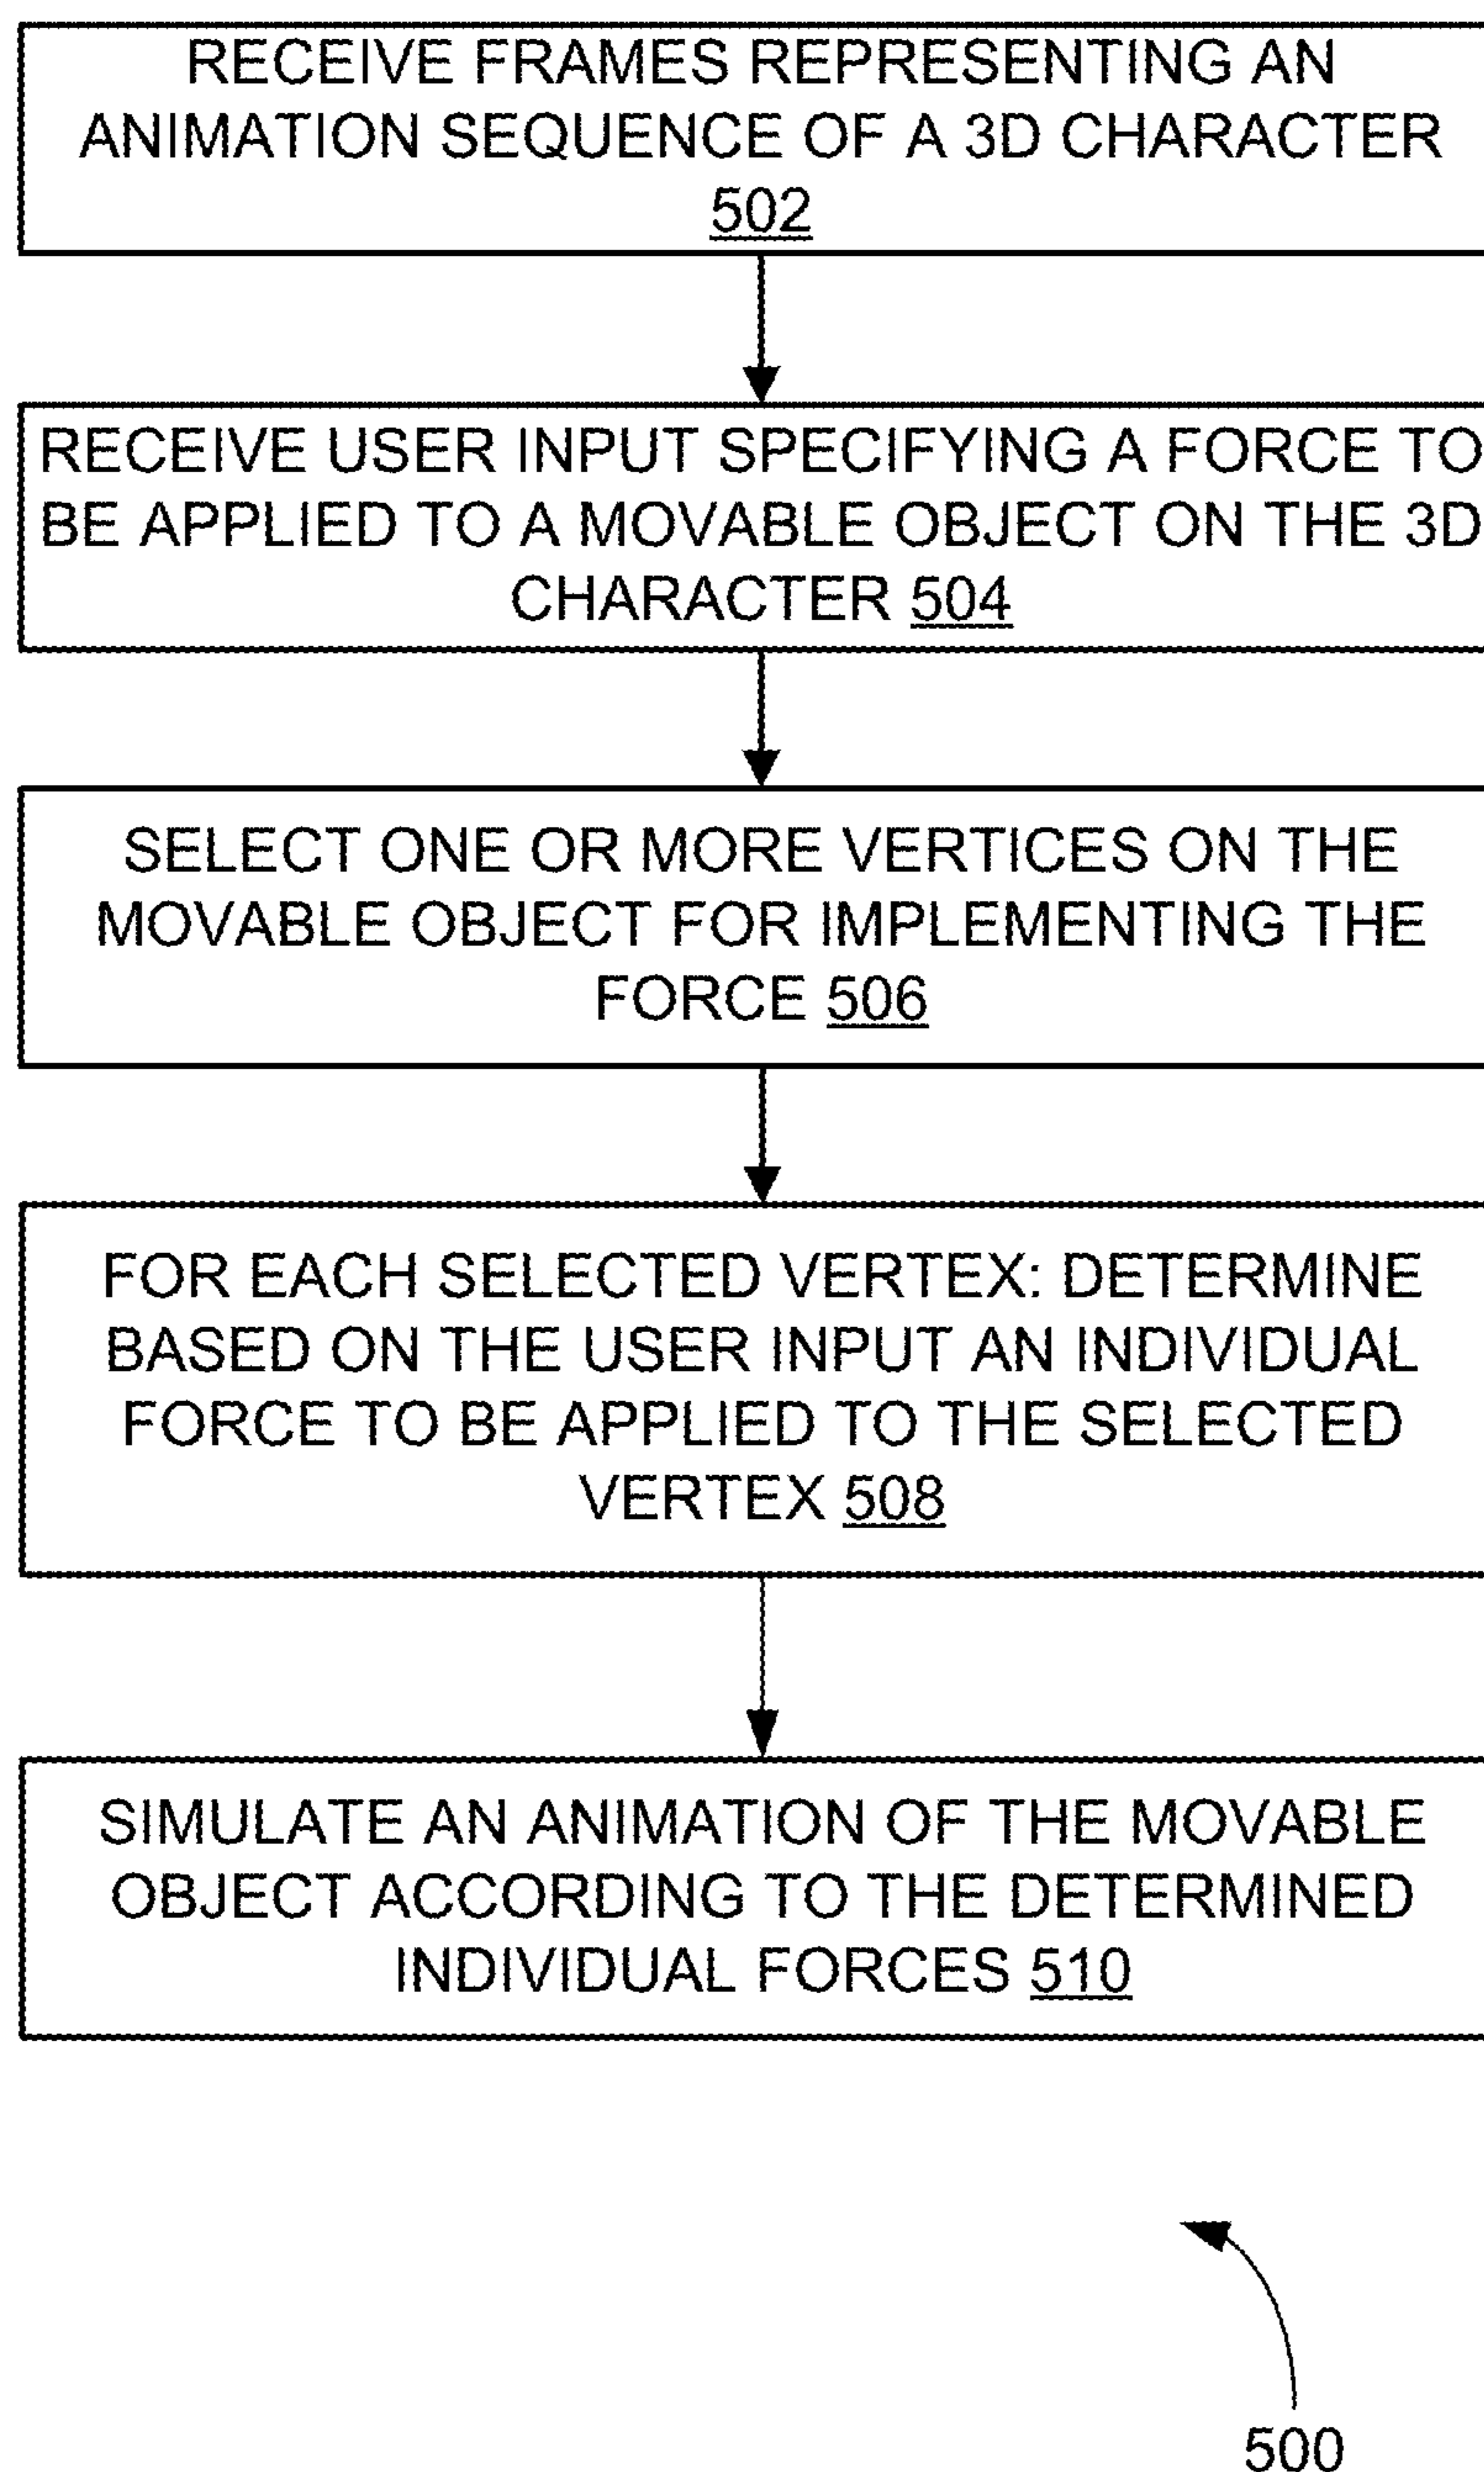 RECEIVE FRAMES REPRESENTING AN
ANIMATION SEQUENCE OF A 3D CHARACTER
502
RECEIVE USER INPUT SPECIFYING A FORCE TO
BE APPLIED TO A MOVABLE OBJECT ON THE 3D
CHARACTER 504
SELECT ONE OR MORE VERTICES ON THE
MOVABLE OBJECT FOR IMPLEMENTING THE
FORCE 506
FOR EACH SELECTED VERTEX: DETERMINE
BASED ON THE USER INPUT AN INDIVIDUAL
FORCE TO BE APPLIED TO THE SELECTED
VERTEX 508
SIMULATE AN ANIMATION OF THE MOVABLE
OBJECT ACCORDING TO THE DETERMINED
INDIVIDUAL FORCES 510
500